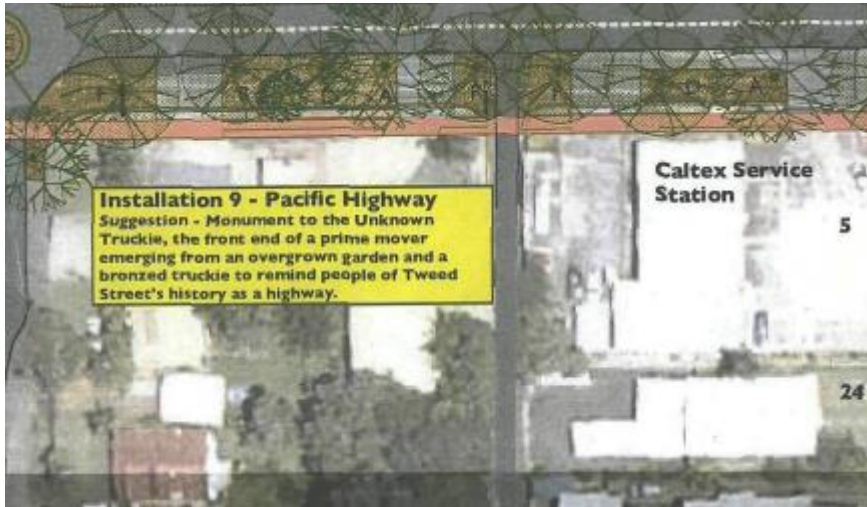 Caltex Service
Station
Installation 9 - Pacific Highway
Suggestion - Monument to the Unknown
Truckie, the front end of a prime mover
emerging from an overgrown garden and a
bronzed truckie to remind people of Tweed
Street's history as a highway.
5
24